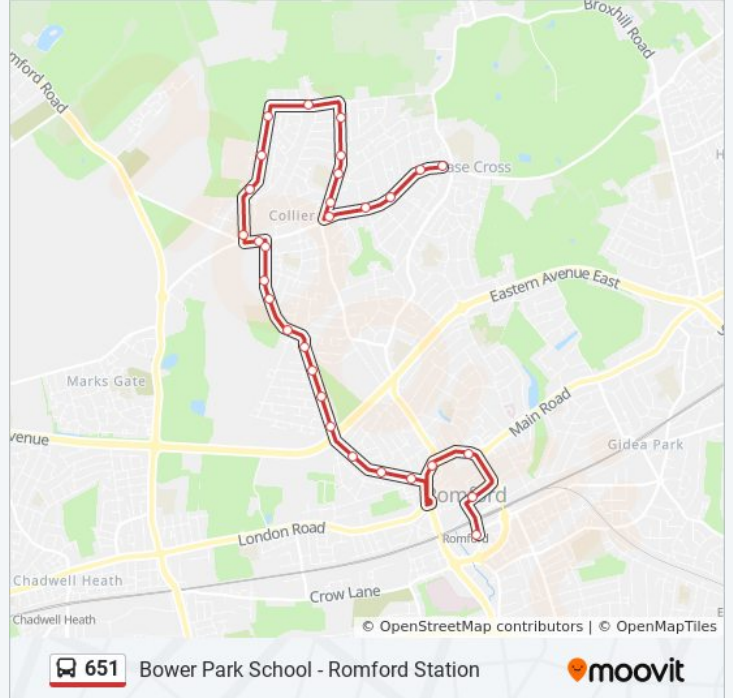 Broxhill Road
mford Road
ase Cross
H
Collier
Eastern Avenue East
Marks Gate
Main Road
venue
Gidea Park
omford
London Road
Romford
Chadwell Heath
Crow Lane
Chadwell Heath
E
© OpenStreetMap contributors | © OpenMapTiles
651 Bower Park School - Romford Station moovit